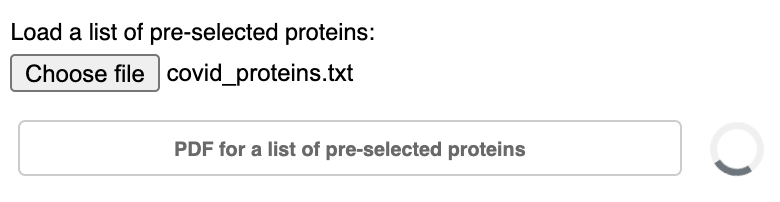 Load a list of pre-selected proteins:
Choose file covid_proteins.txt
PDF for a list of pre-selected proteins